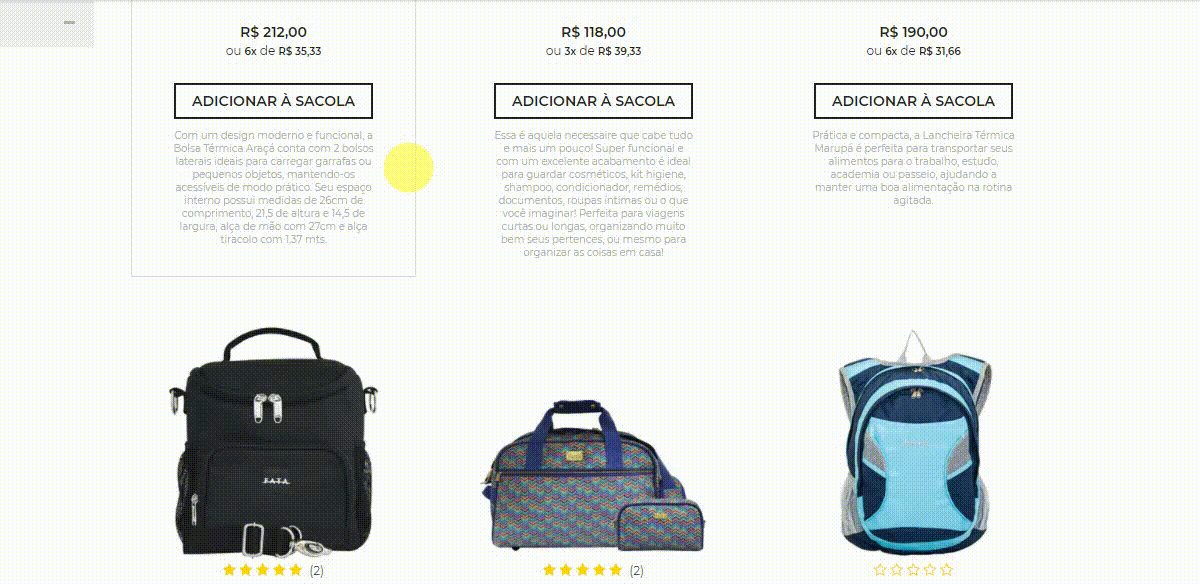 R$ 212,00
ou 6x de R$ 35,33
ADICIONAR À SACOLA
Com um design moderno e funcional, a
Bolsa Térmica Araçá conta com 2 bolsos
laterais ideais para carregar garrafas ou
pequenos objetos, mantendo-os
acessíveis de modo prático. Seu espaço
interno possui medidas de 26cm de
comprimento, 21,5 de altura e 14,5 de
largura, alça de mão com 27cm e alça
tiracolo com 1,37 mts.
R$ 118,00
ou 3x de R$ 39,33
ADICIONAR À SACOLA
Essa é aquela necessaire que cabe tudo
e mais um pouco! Super funcional e
com um excelente acabamento é ideal
para guardar cosméticos, kit higiene,
shampoo, condicionador, remédios,
documentos, roupas íntimas ou o que
você imaginar! Perfeita para viagens
curtas ou longas, organizando muito
bem seus pertences, ou mesmo para
organizar as coisas em casa!
R$ 190,00
ou 6x de R$ 31,66
ADICIONAR À SACOLA
Prática e compacta, a Lancheira Térmica
Marupá é perfeita para transportar seus
alimentos para o trabalho, estudo,
academia ou passeio, ajudando a
manter uma boa alimentação na rotina
agitada.
(2)
(2)